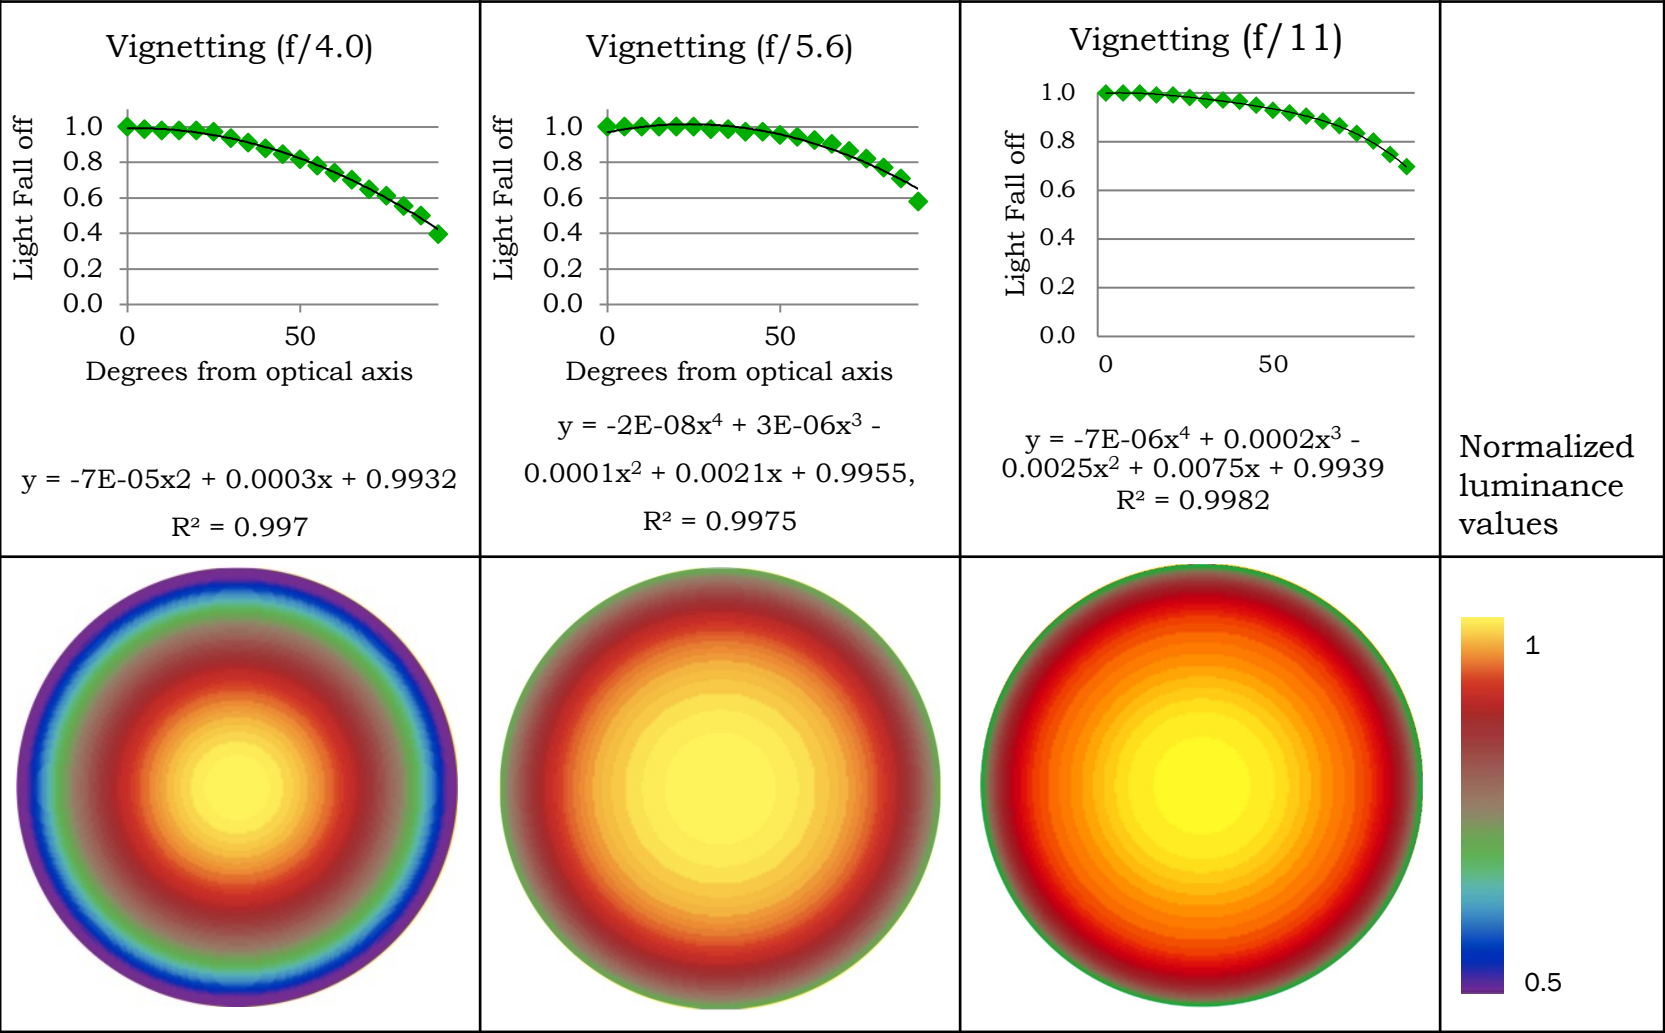 Vignetting (f/4.0)
Light Fall off
1.0
0.8
0.6
0.4
0.2
0.0
0 50
Degrees from optical axis
y = -7E-05x2 + 0.0003x + 0.9932
R² = 0.997
Vignetting (f/5.6)
Light Fall off
1.0
0.8
0.6
0.4
0.2
0.0
0 50
Degrees from optical axis
y = -2E-08x⁴ + 3E-06x³ -
0.0001x² + 0.0021x + 0.9955,
R² = 0.9975
Vignetting (f/11)
Light Fall off
1.0
0.8
0.6
0.4
0.2
0.0
0 50
y = -7E-06x⁴ + 0.0002x³ -
0.0025x² + 0.0075x + 0.9939
R² = 0.9982
Normalized
luminance
values
1
0.5